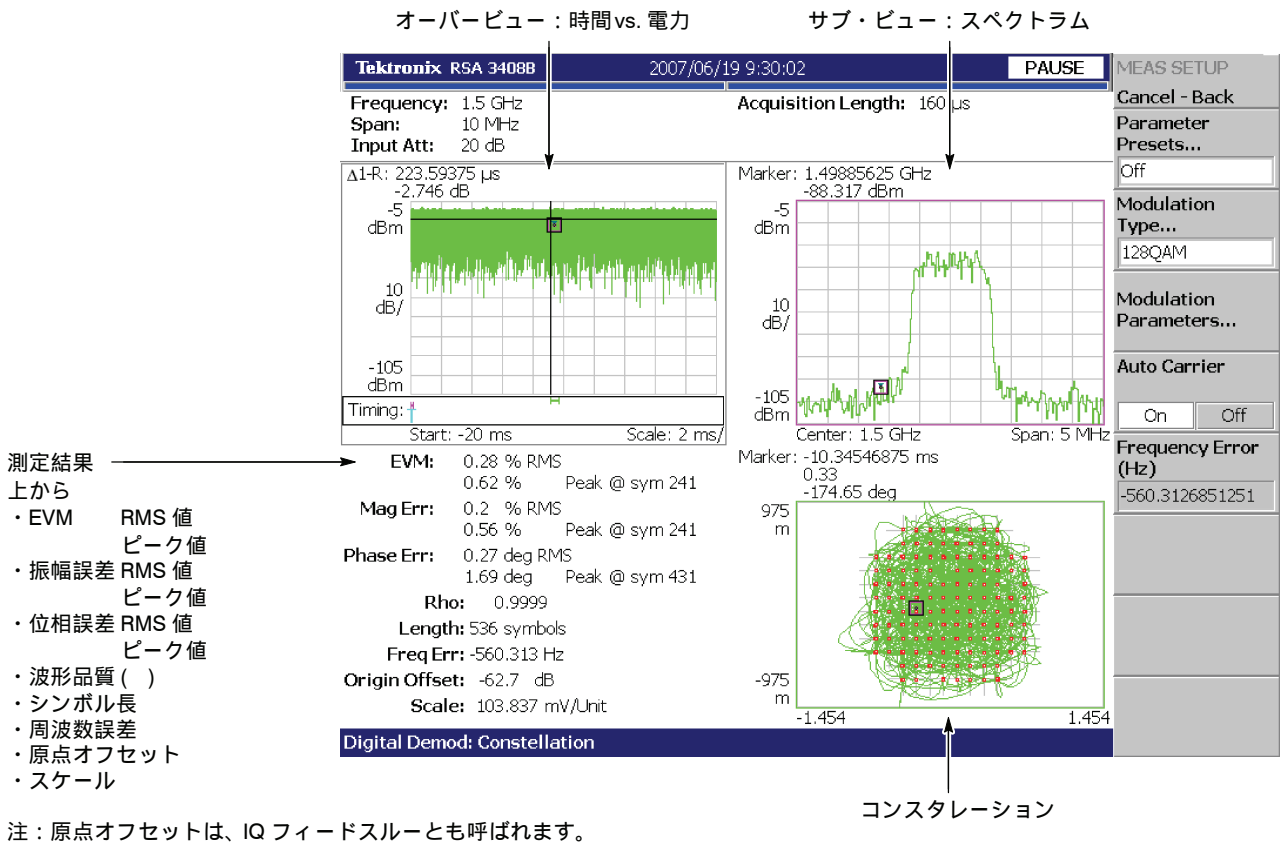 オーバービュー：時間 vs. 電力
サブ・ビュー：スペクトラム
Tektronix RSA 3408B
2007/06/19 9:30:02
PAUSE
Frequency: 1.5 GHz
Span: 10 MHz
Input Att: 20 dB
Acquisition Length: 160 µs
Δ1-R: 223.59375 µs
-2.746 dB
-5
dBm
10
dB/
-105
dBm
Timing:
Start: -20 ms
Scale: 2 ms/
Marker: 1.49885625 GHz
-88.317 dBm
-5
dBm
10
dB/
-105
dBm
Center: 1.5 GHz
Span: 5 MHz
EVM: 0.28 % RMS
0.62 % Peak @ sym 241
Mag Err: 0.2 % RMS
0.56 % Peak @ sym 241
Phase Err: 0.27 deg RMS
1.69 deg Peak @ sym 431
Rho: 0.9999
Length: 536 symbols
Freq Err: -560.313 Hz
Origin Offset: -62.7 dB
Scale: 103.837 mV/Unit
Marker: -10.34546875 ms
0.33
-174.65 deg
975
m
-975
m
-1.454
1.454
Digital Demod: Constellation
MEAS SETUP
Cancel - Back
Parameter
Presets...
Off
Modulation
Type...
128QAM
Modulation
Parameters...
Auto Carrier
On Off
Frequency Error
(Hz)
-560.3126851251
測定結果
上から
・EVM RMS 値
ピーク値
・振幅誤差 RMS 値
ピーク値
・位相誤差 RMS 値
ピーク値
・波形品質 ( )
・シンボル長
・周波数誤差
・原点オフセット
・スケール
コンスタレーション
注：原点オフセットは、IQ フィードスルーとも呼ばれます。